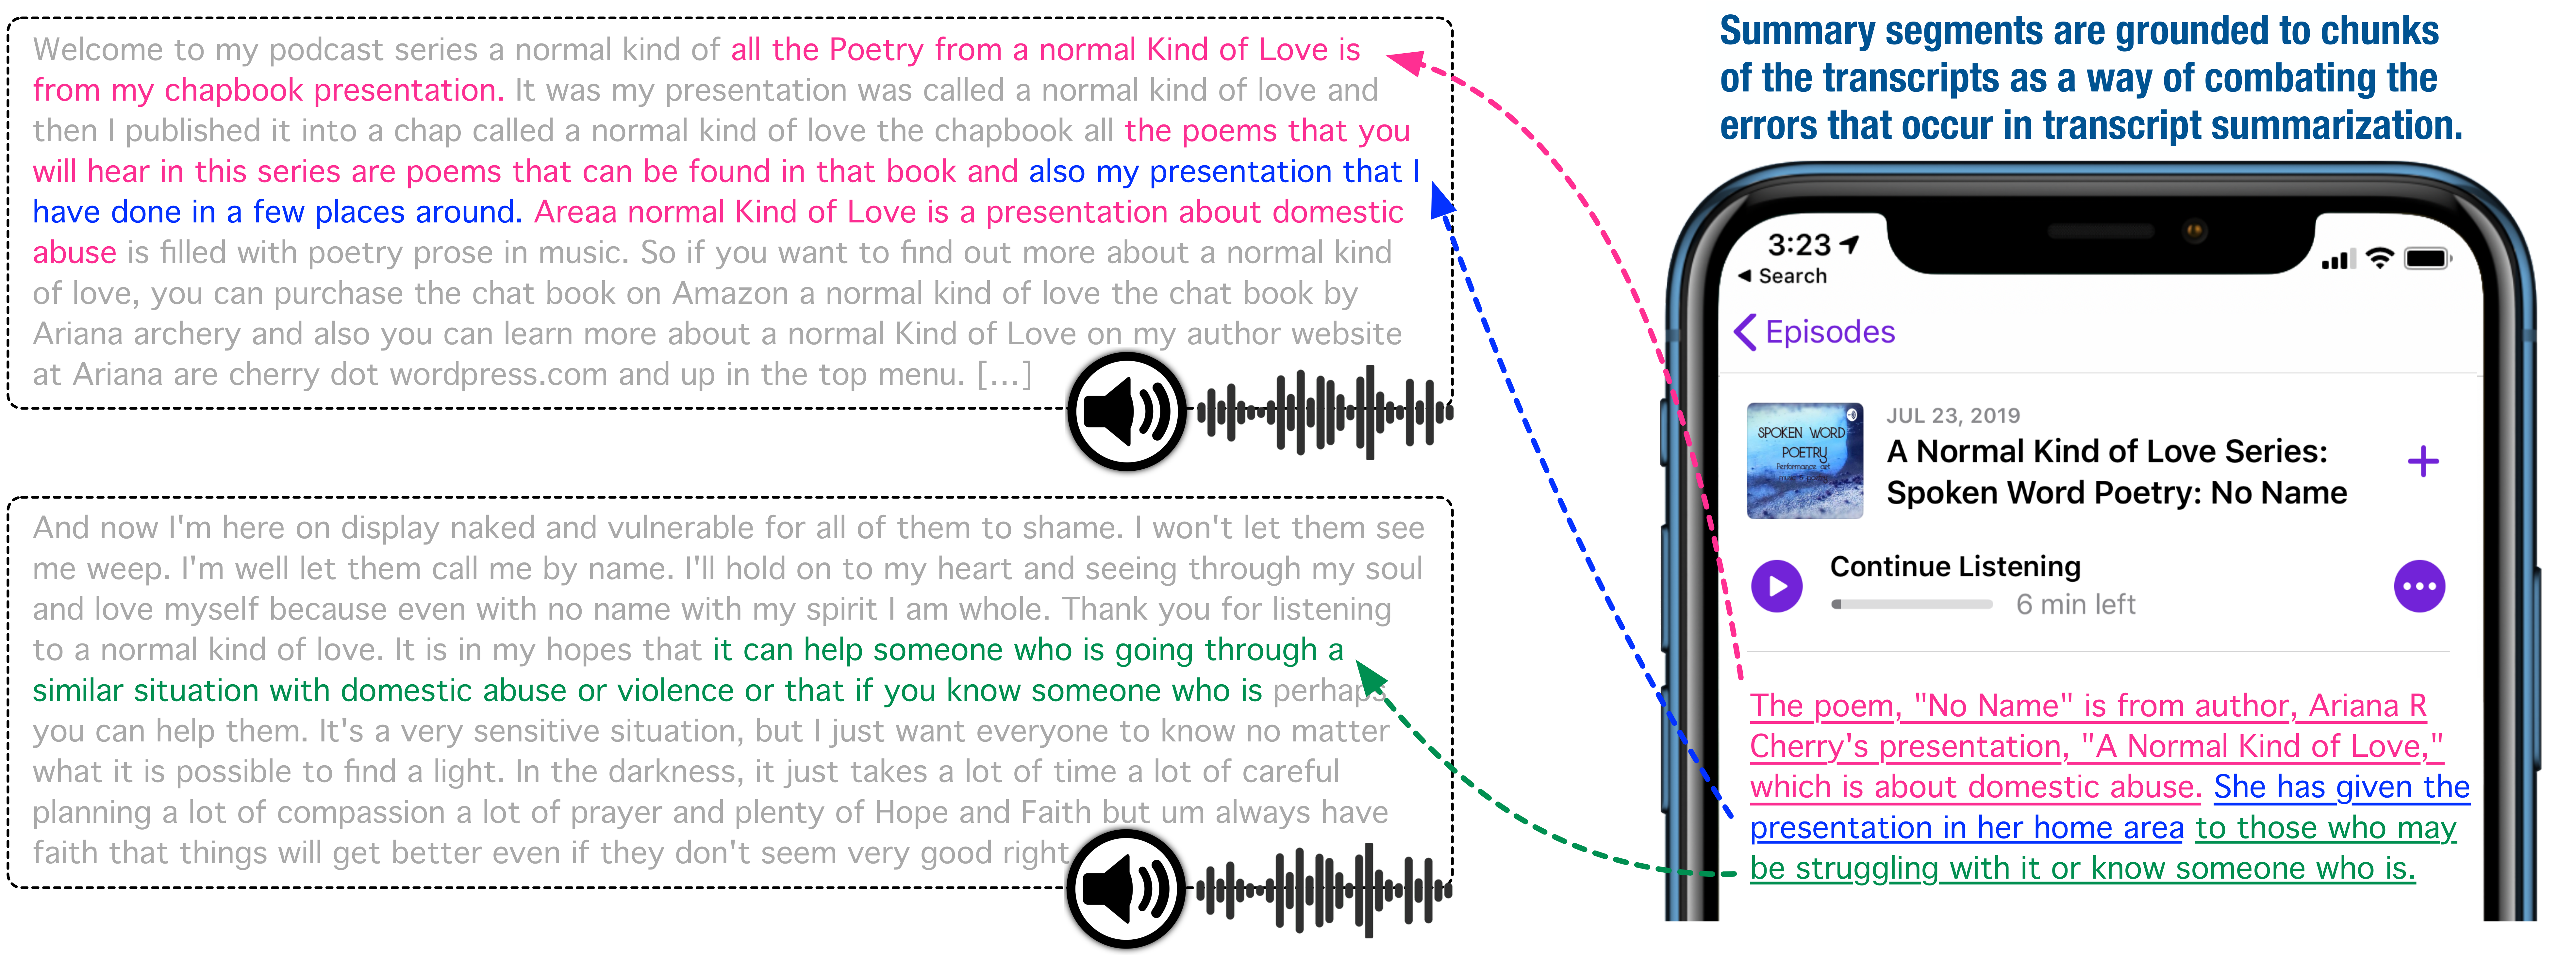 Welcome to my podcast series a normal kind of all the Poetry from a normal Kind of Love is
from my chapbook presentation. It was my presentation was called a normal kind of love and
then I published it into a chap called a normal kind of love the chapbook all the poems that you
will hear in this series are poems that can be found in that book and also my presentation that I
have done in a few places around. Areaa normal Kind of Love is a presentation about domestic
abuse is filled with poetry prose in music. So if you want to find out more about a normal kind
of love, you can purchase the chat book on Amazon a normal kind of love the chat book by
Ariana archery and also you can learn more about a normal Kind of Love on my author website
at Ariana are cherry dot wordpress.com and up in the top menu. [...]
And now I'm here on display naked and vulnerable for all of them to shame. I won't let them see
me weep. I'm well let them call me by name. I'll hold on to my heart and seeing through my soul
and love myself because even with no name with my spirit I am whole. Thank you for listening
to a normal kind of love. It is in my hopes that it can help someone who is going through a
similar situation with domestic abuse or violence or that if you know someone who is perhaps
you can help them. It's a very sensitive situation, but I just want everyone to know no matter
what it is possible to find a light. In the darkness, it just takes a lot of time a lot of careful
planning a lot of compassion a lot of prayer and plenty of Hope and Faith but um always have
faith that things will get better even if they don't seem very good right
Summary segments are grounded to chunks
of the transcripts as a way of combating the
errors that occur in transcript summarization.
3:23
Search
Episodes
SPOKEN WORD
POETRY
Performance art
JUL 23, 2019
A Normal Kind of Love Series:
Spoken Word Poetry: No Name
Continue Listening
6 min left
The poem, "No Name" is from author, Ariana R
Cherry's presentation, "A Normal Kind of Love,"
which is about domestic abuse. She has given the
presentation in her home area to those who may
be struggling with it or know someone who is.